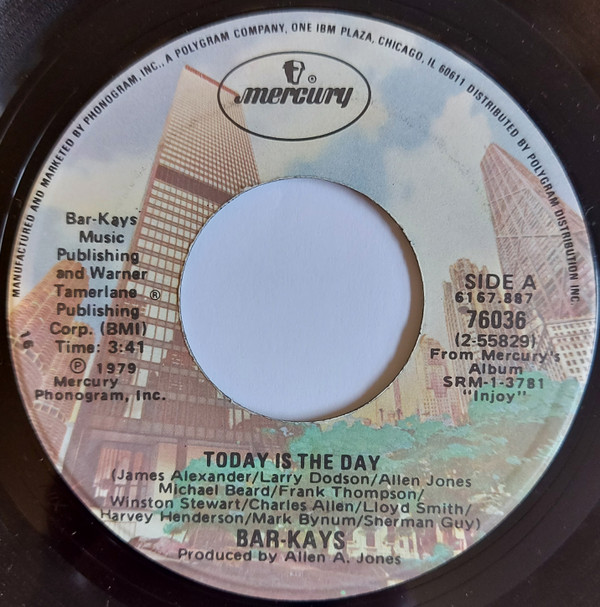 MANUFACTURED AND MARKETED BY PHONOGRAM, INC., A POLYGRAM COMPANY, ONE IBM PLAZA, CHICAGO, IL 60611 DISTRIBUTED BY POLYGRAM DISTRIBUTION INC.
®
mercury
Bar-Kays
Music
Publishing
and Warner
Tamerlane ®
Publishing
Corp. (BMI)
Time: 3:41
Ⓟ 1979
Mercury
Phonogram, Inc.
16
SIDE A
6167.887
76036
(2-55829)
From Mercury's
Album
SRM-1-3781
"Injoy"
TODAY IS THE DAY
(James Alexander/Larry Dodson/Allen Jones
Michael Beard/Frank Thompson/
Winston Stewart/Charles Allen/Lloyd Smith/
Harvey Henderson/Mark Bynum/Sherman Guy)
BAR-KAYS
Produced by Allen A. Jones